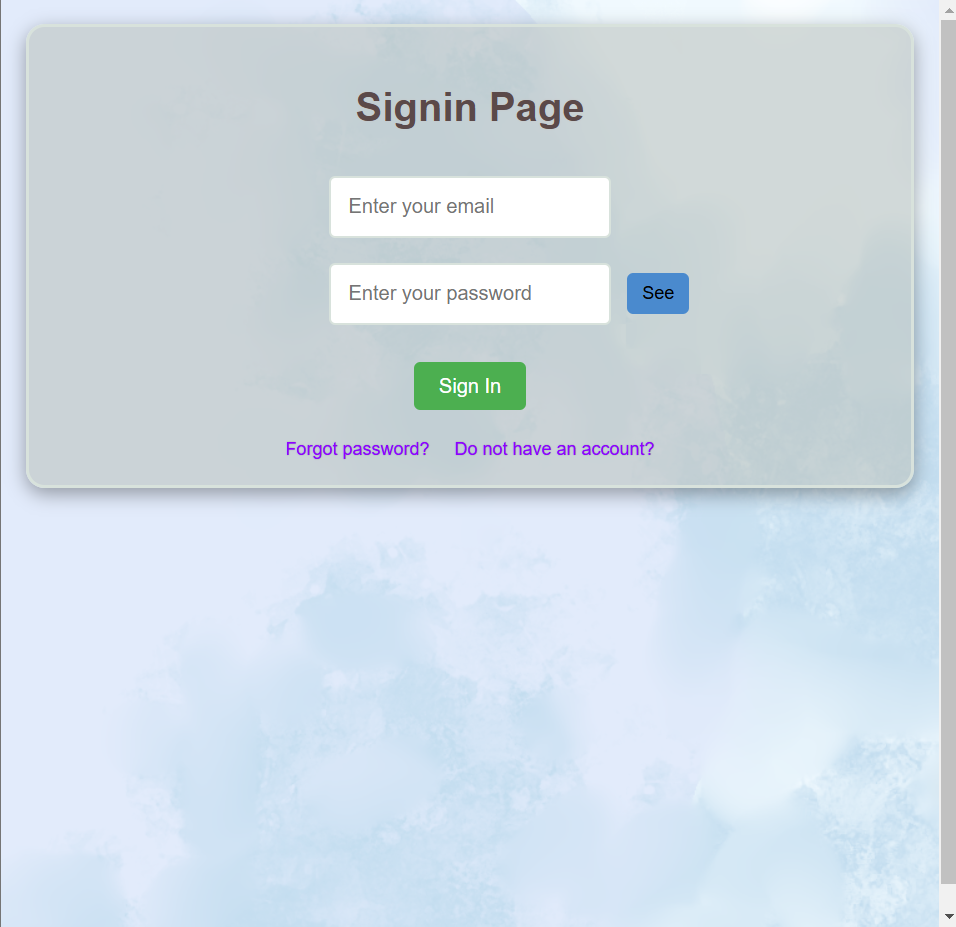 Signin Page
Enter your email
Enter your password See
Sign In
Forgot password? Do not have an account?